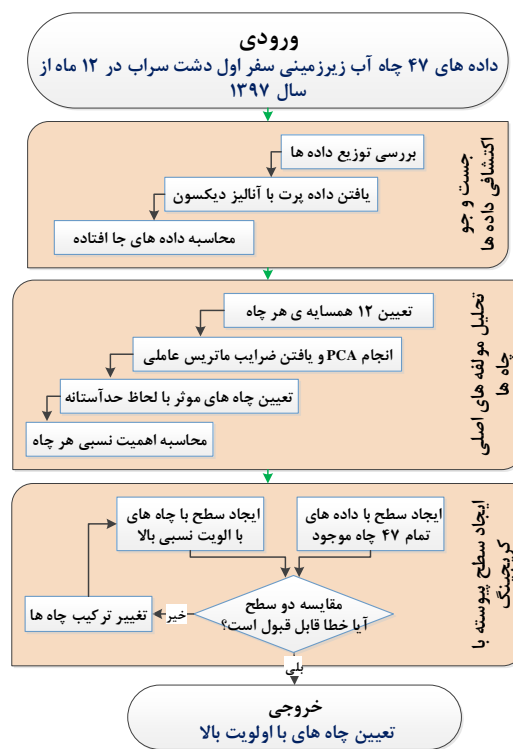 ورودی
داده های ۴۷ چاه آب زیرزمینی سفر اول دشت سراب در ۱۲ ماه از
سال ۱۳۹۷
جست و جو
اکتشافی داده
ها
بررسی توزیع داده ها
یافتن داده پرت با آنالیز دیکسون
محاسبه داده های جا افتاده
تحلیل مولفه های اصلی
چاه ها
تعیین ۱۲ همسایه ی هر چاه
انجام PCA و یافتن ضرایب ماتریس عاملی
تعیین چاه های موثر با لحاظ حدآستانه
محاسبه اهمیت نسبی هر چاه
ایجاد سطح پیوسته با
کریجینگ
ایجاد سطح با داده های
تمام ۴۷ چاه موجود
ایجاد سطح با چاه های
با الویت نسبی بالا
مقایسه دو سطح
آیا خطا قابل قبول است؟
خیر
تغییر ترکیب چاه ها
بلی
خروجی
تعیین چاه های با اولویت بالا